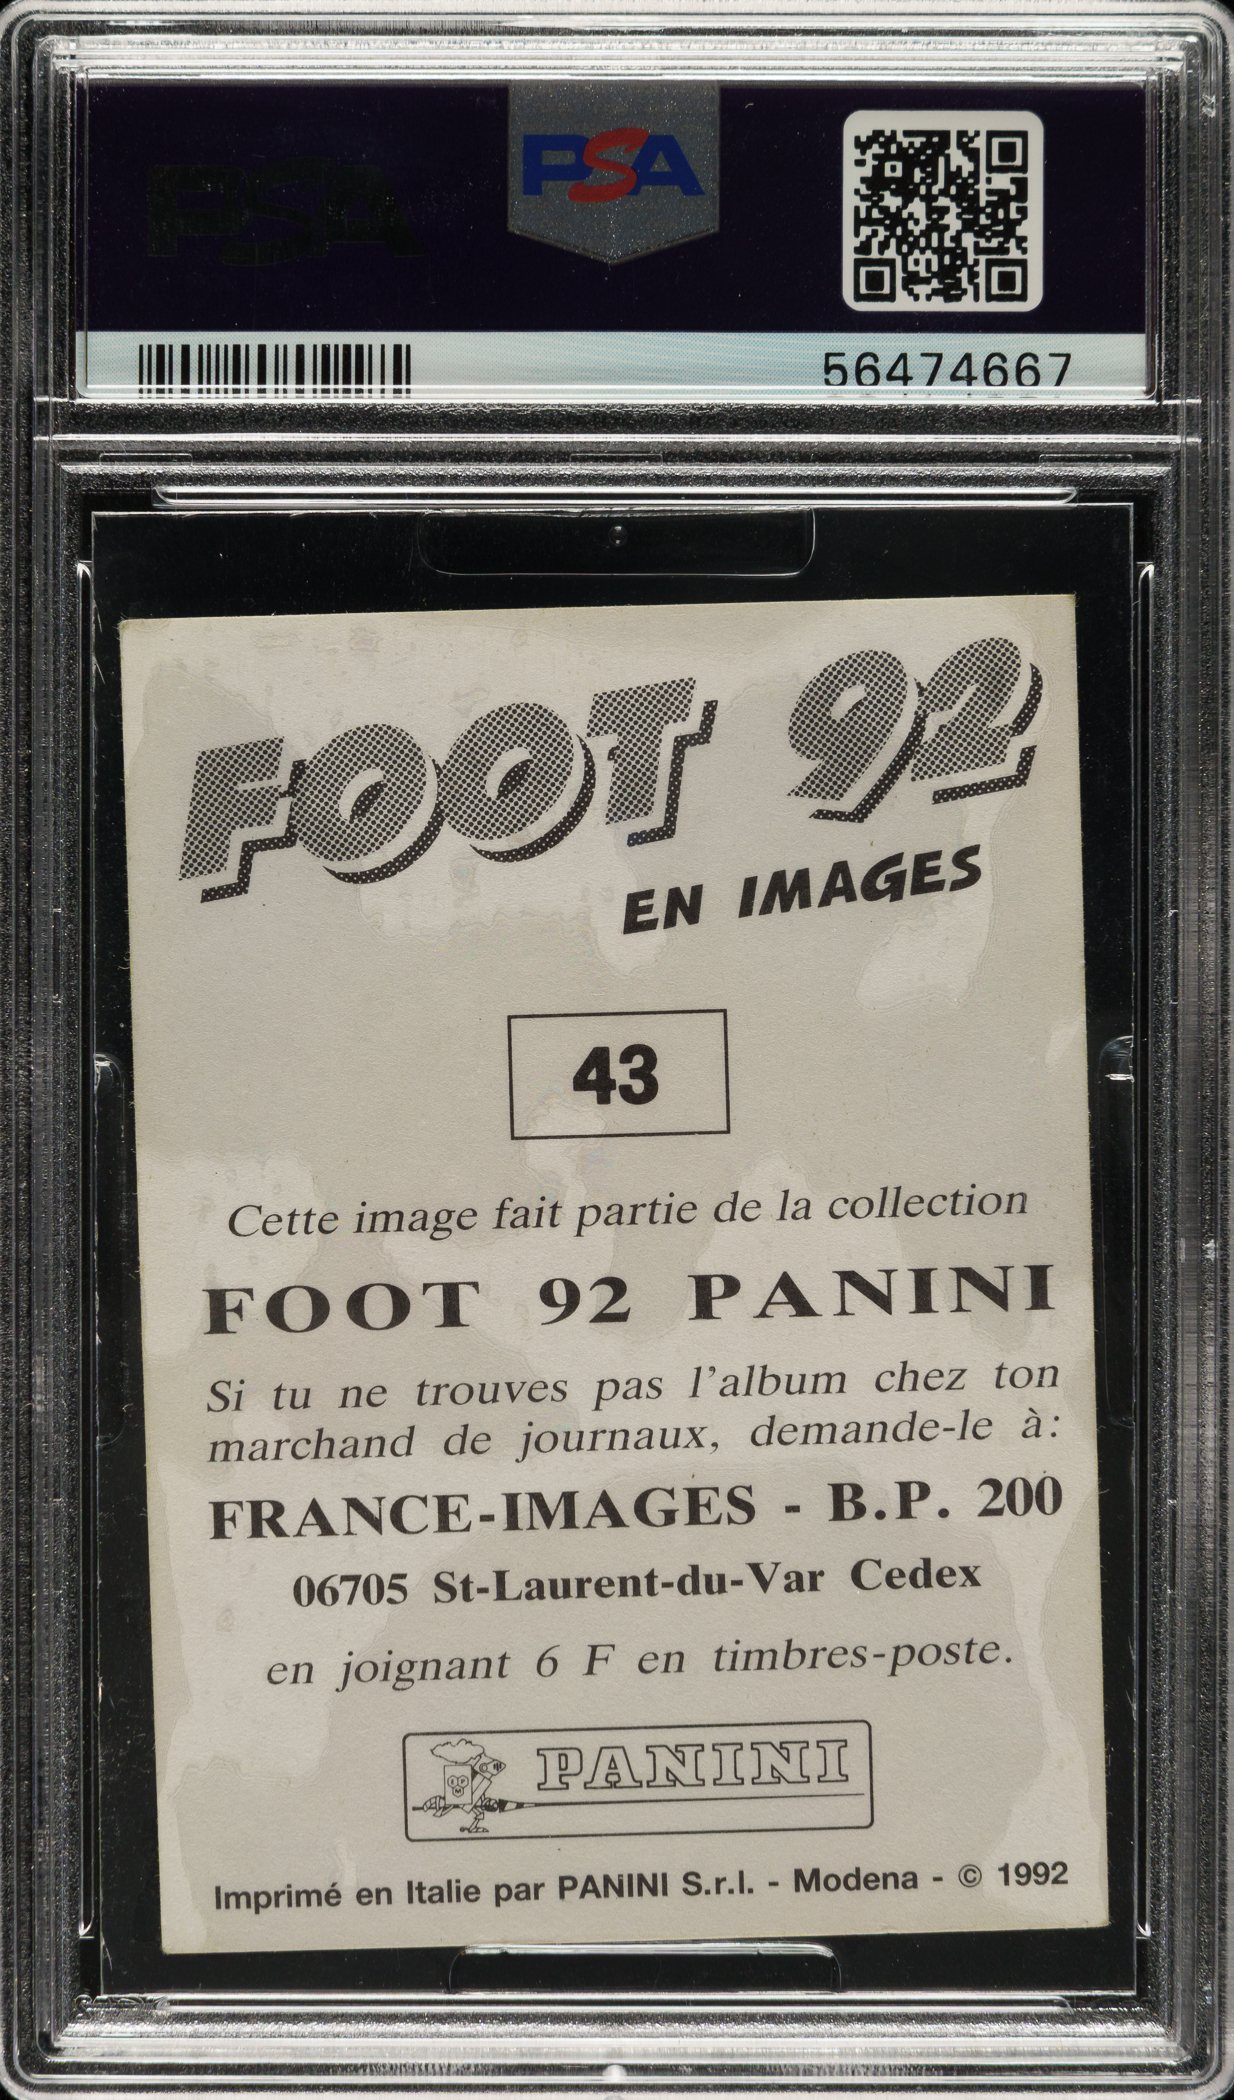 PSA
PSA
56474667
FOOT 92
EN IMAGES
43
Cette image fait partie de la collection
FOOT 92 PANINI
Si tu ne trouves pas l'album chez ton
marchand de journaux, demande-le à:
FRANCE-IMAGES - B.P. 200
06705 St-Laurent-du-Var Cedex
en joignant 6 F en timbres-poste.
PANINI
Imprimé en Italie par PANINI S.r.l. - Modena - © 1992